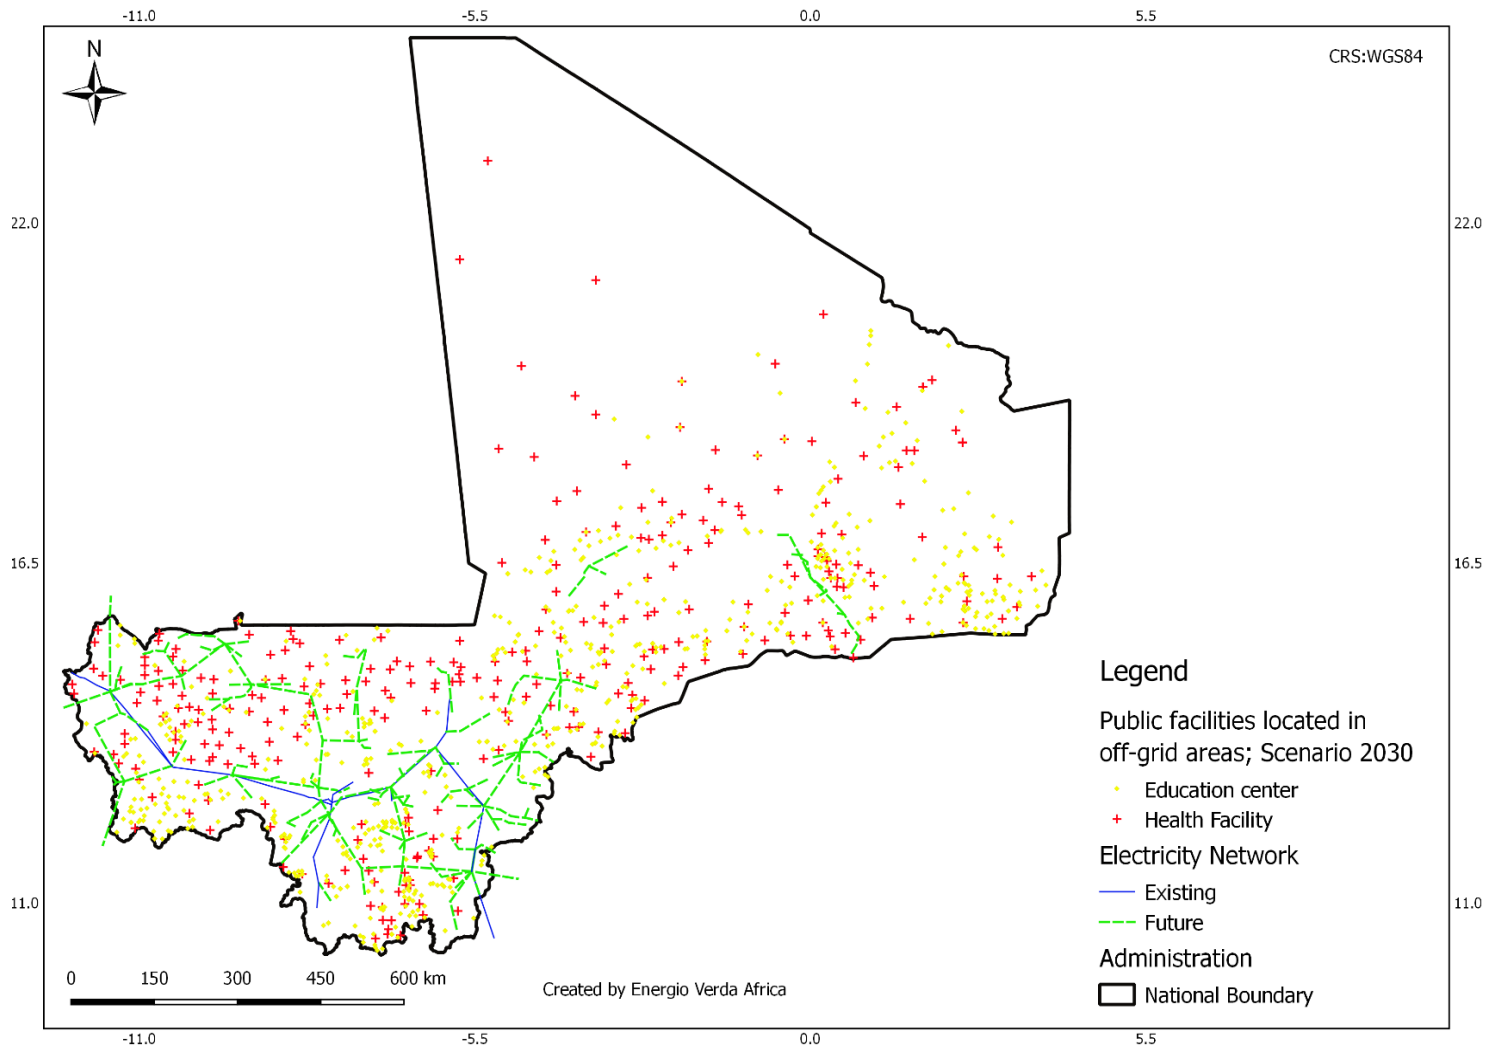 -11.0
-5.5
0.0
5.5
N
CRS:WGS84
22.0
22.0
16.5
16.5
Legend
Public facilities located in
off-grid areas; Scenario 2030
Education center
Health Facility
Electricity Network
Existing
11.0
11.0
Future
Administration
National Boundary
0 150 300 450 600 km
Created by Energio Verda Africa
-11.0
-5.5
0.0
5.5